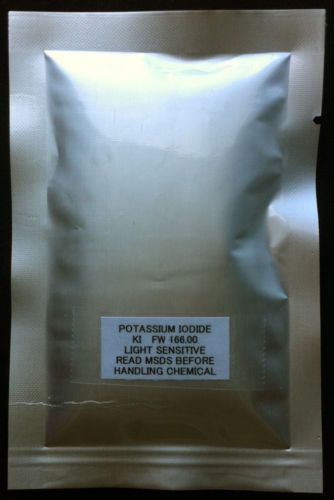 POTASSIUM IODIDE
KI FW 166.00
LIGHT SENSITIVE
READ MSDS BEFORE
HANDLING CHEMICAL